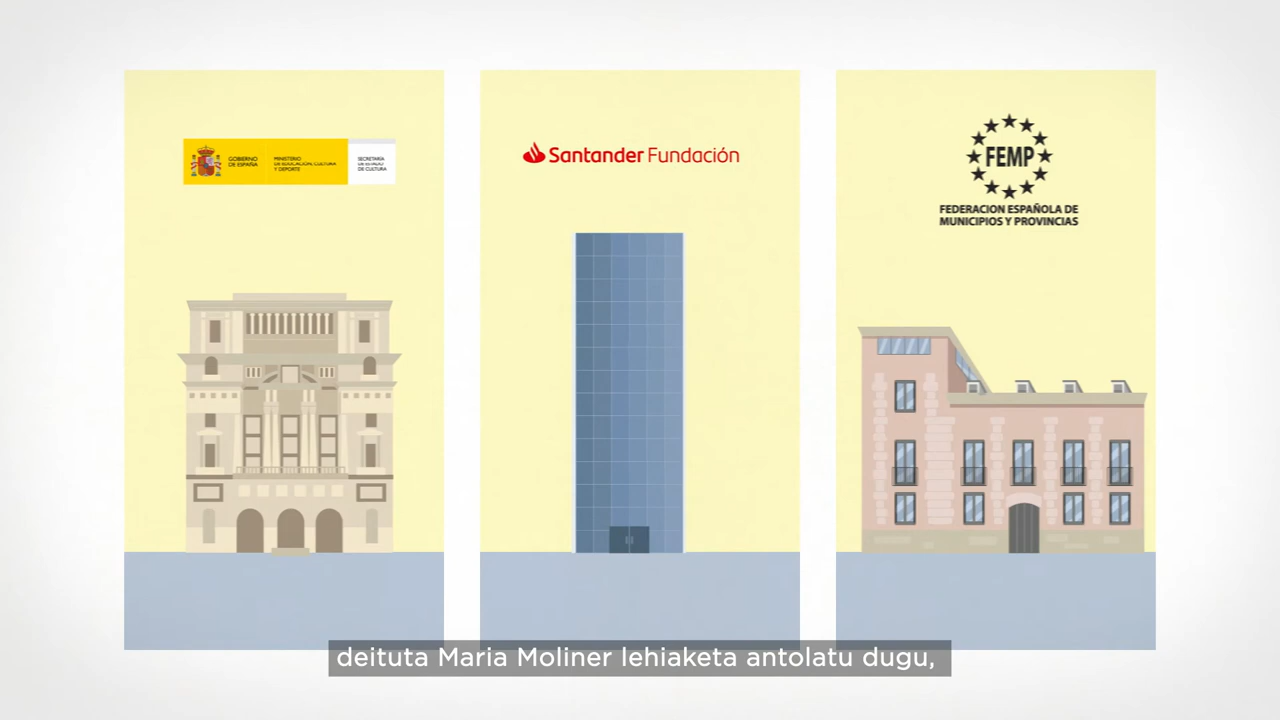 GOBIERNO
DE ESPAÑA
MINISTERIO
DE EDUCACIÓN, CULTURA
Y DEPORTE
SECRETARÍA
DE ESTADO
DE CULTURA
Santander Fundación
FEMP
FEDERACION ESPAÑOLA DE
MUNICIPIOS Y PROVINCIAS
deituta Maria Moliner lehiaketa antolatu dugu,